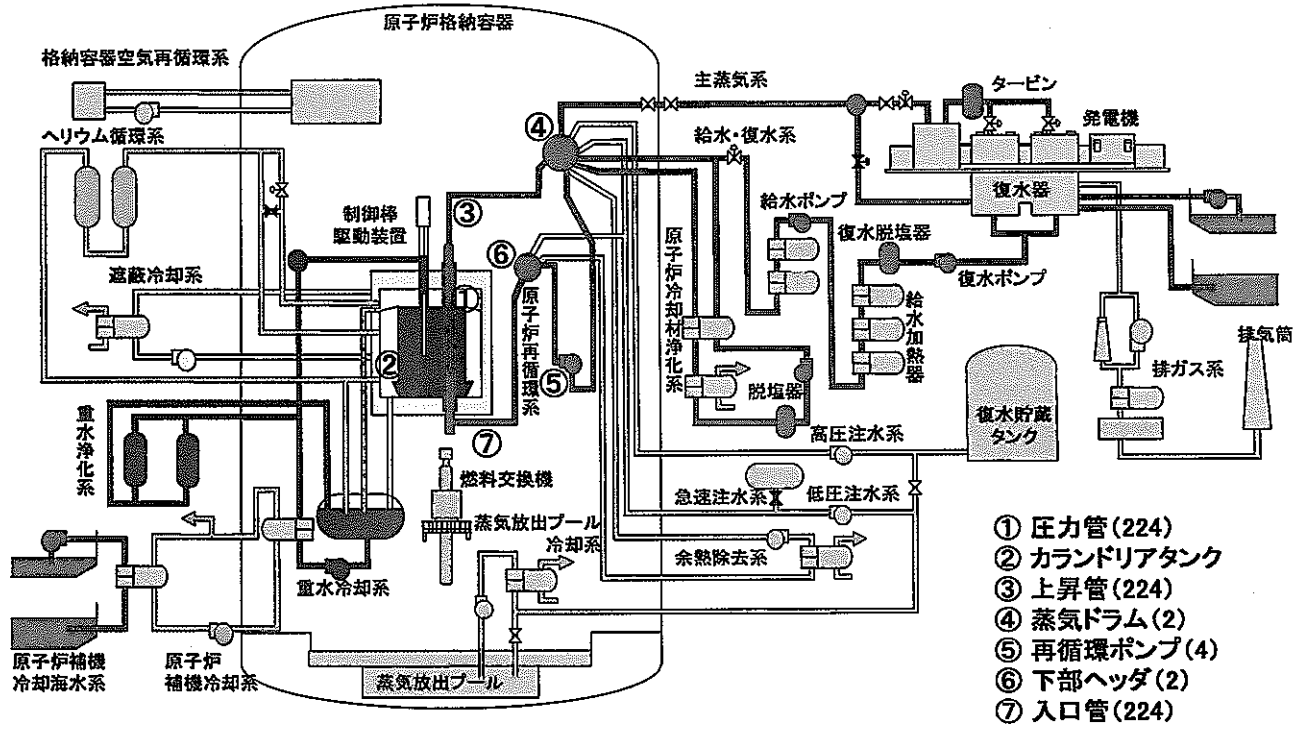 原子炉格納容器
格納容器空気再循環系
ヘリウム循環系
主蒸気系
タービン
発電機
④
給水・復水系
復水器
③
制御棒
駆動装置
給水ポンプ
復水脱塩器
復水ポンプ
⑥
遮蔽冷却系
①
原子炉再循環系
原子炉冷却材浄化系
給水加熱器
②
⑤
脱塩器
排ガス系
排気筒
重水浄化系
⑦
高圧注水系
復水貯蔵
タンク
燃料交換機
急速注水系
低圧注水系
蒸気放出プール
冷却系
余熱除去系
重水冷却系
原子炉補機
冷却海水系
原子炉
補機冷却系
蒸気放出プール
① 圧力管(224)
② カランドリアタンク
③ 上昇管(224)
④ 蒸気ドラム(2)
⑤ 再循環ポンプ(4)
⑥ 下部ヘッダ(2)
⑦ 入口管(224)